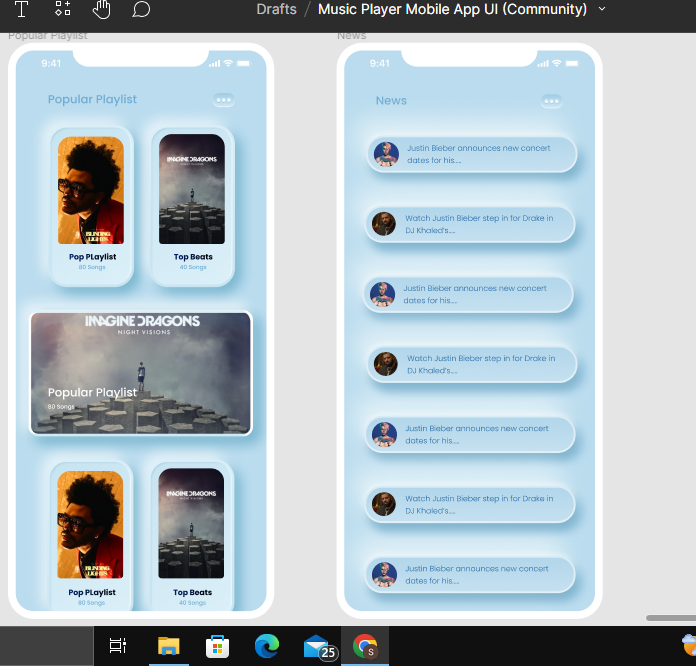 Drafts / Music Player Mobile App UI (Community)
Popular Playlist
News
9:41
9:41
Popular Playlist
IMAGINE DRAGONS
BLINDING
LIGHTS
Pop PLaylist
80 Songs
Top Beats
40 Songs
IMAGINE DRAGONS
NIGHT VISIONS
Popular Playlist
80 Songs
IMAGINE DRAGONS
BLINDING
LIGHTS
Pop PLaylist
80 Songs
Top Beats
40 Songs
News
Justin Bieber announces new concert
dates for his....
Watch Justin Bieber step in for Drake in
DJ Khaled's....
Justin Bieber announces new concert
dates for his....
Watch Justin Bieber step in for Drake in
DJ Khaled's....
Justin Bieber announces new concert
dates for his....
Watch Justin Bieber step in for Drake in
DJ Khaled's....
Justin Bieber announces new concert
dates for his....
25
S